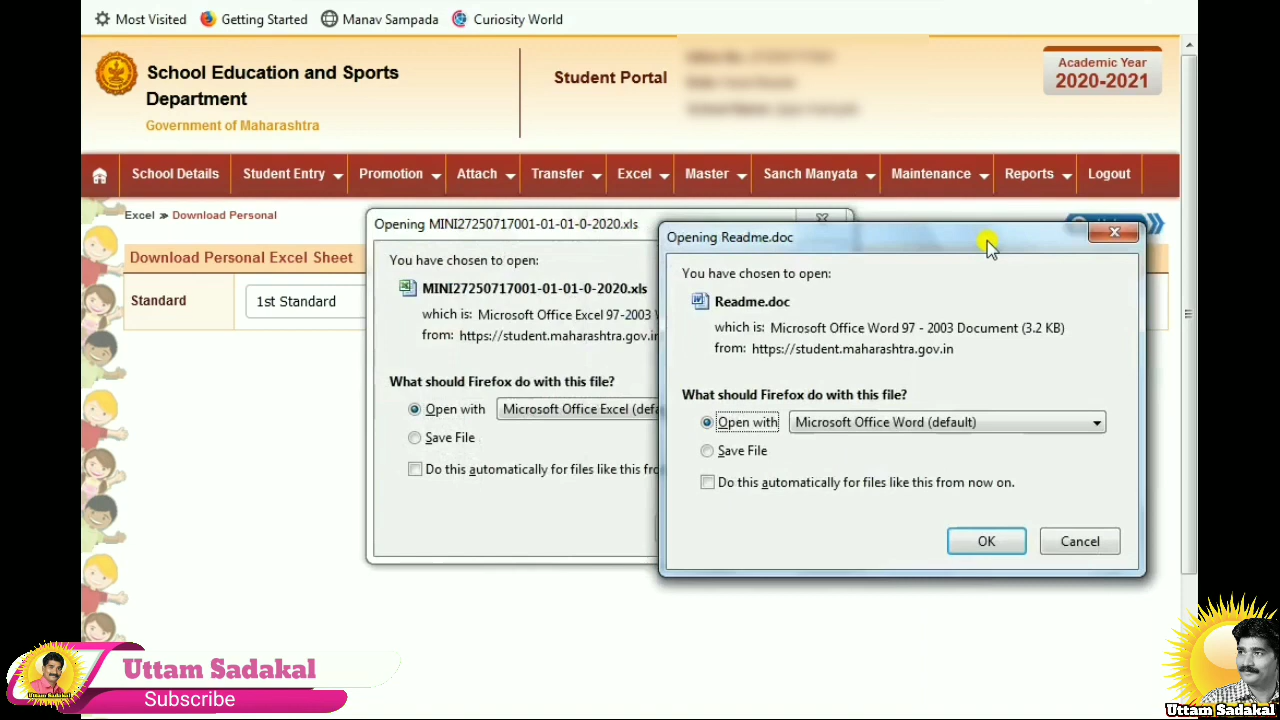 Most Visited Getting Started Manav Sampada Curiosity World
School Education and Sports
Department
Government of Maharashtra
Student Portal
Academic Year
2020-2021
School Details Student Entry Promotion Attach Transfer Excel Master Sanch Manyata Maintenance Reports Logout
Excel Download Personal
Download Personal Excel Sheet
Standard 1st Standard
Opening MINI27250717001-01-01-0-2020.xls
You have chosen to open:
MINI27250717001-01-01-0-2020.xls
which is: Microsoft Office Excel 97-2003
from: https://student.maharashtra.gov.in
What should Firefox do with this file?
Open with Microsoft Office Excel (defa
Save File
Do this automatically for files like this fro
Opening Readme.doc
You have chosen to open:
Readme.doc
which is: Microsoft Office Word 97 - 2003 Document (3.2 KB)
from: https://student.maharashtra.gov.in
What should Firefox do with this file?
Open with Microsoft Office Word (default)
Save File
Do this automatically for files like this from now on.
OK Cancel
Uttam Sadakal
Subscribe
Uttam Sadakal
Uttam Sadakal